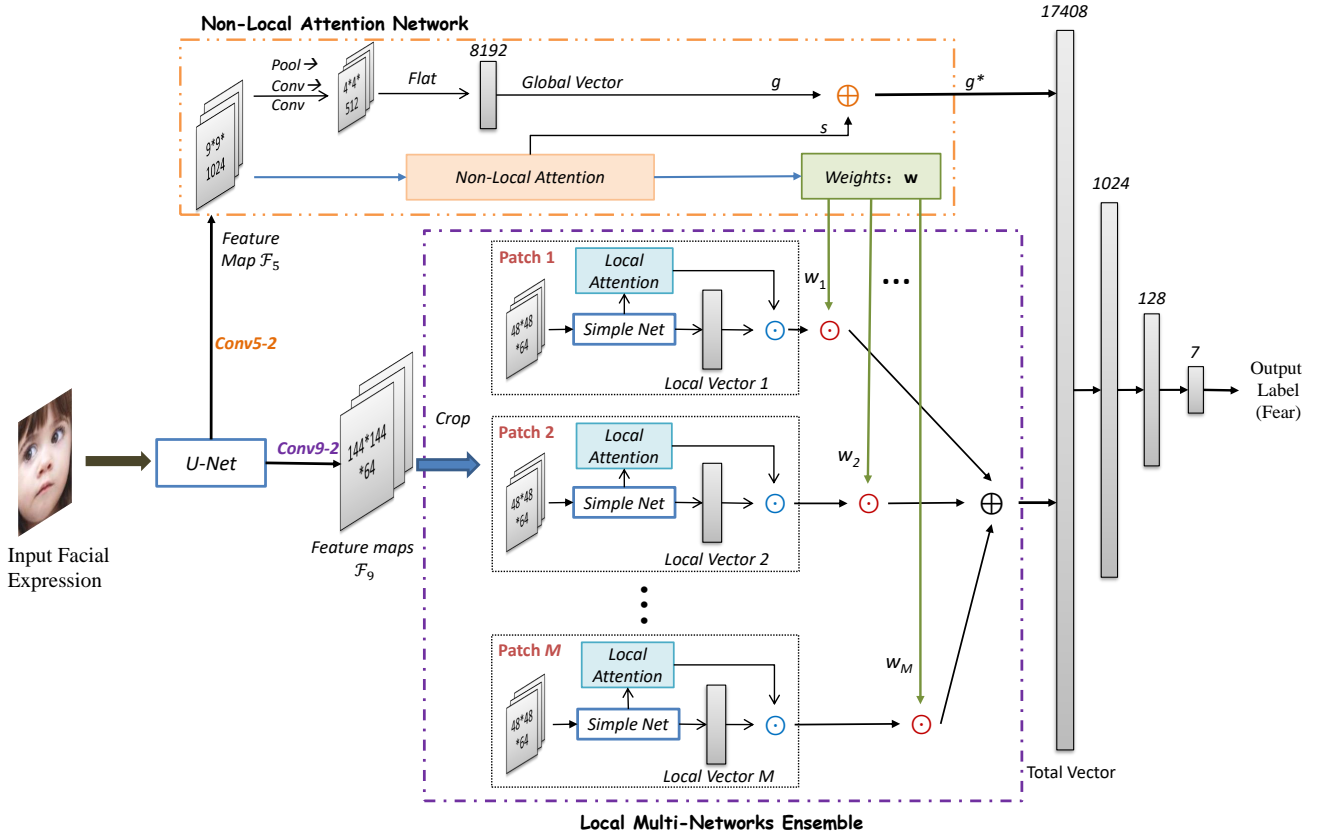 Non-Local Attention Network
17408
Pool→
Conv→
Conv
4*4*
512
Flat
8192
Global Vector
g
g*
s
9*9*
1024
Non-Local Attention
Weights: w
1024
Feature
Map ℱ5
Conv5-2
Patch 1
Local
Attention
48*48
*64
Simple Net
Local Vector 1
w1
...
128
7
Output
Label
(Fear)
U-Net
Conv9-2
144*144
*64
Crop
Feature maps
ℱ9
Input Facial
Expression
Patch 2
Local
Attention
48*48
*64
Simple Net
Local Vector 2
w2
Patch M
Local
Attention
48*48
*64
Simple Net
Local Vector M
wM
Total Vector
Local Multi-Networks Ensemble